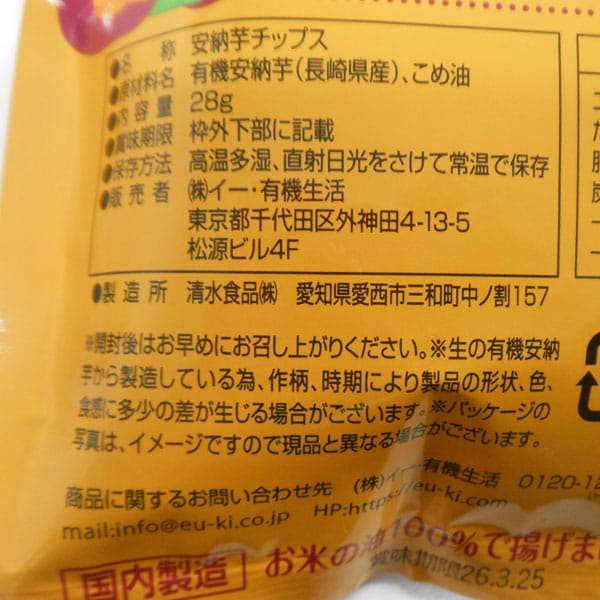 ●名　　称　安納芋チップス
●原材料名　有機安納芋(長崎県産)、こめ油
●内 容 量　28g
●賞味期限　枠外下部に記載
●保存方法　高温多湿、直射日光をさけて常温で保存
●販 売 者　㈱イー・有機生活
東京都千代田区外神田4-13-5
松源ビル4F
●製 造 所　清水食品㈱　愛知県愛西市三和町中ノ割157
※開封後はお早めにお召し上がりください。※生の有機安納
芋から製造している為、作柄、時期により製品の形状、色、
食感に多少の差が生じる場合がございます。※パッケージの
写真は、イメージですので現品と異なる場合がございます。
商品に関するお問い合わせ先　(株)イー・有機生活　0120-12
mail:info@eu-ki.co.jp　HP:https://eu-ki.com
国内製造　お米の油100%で揚げま
賞味期限26.3.25